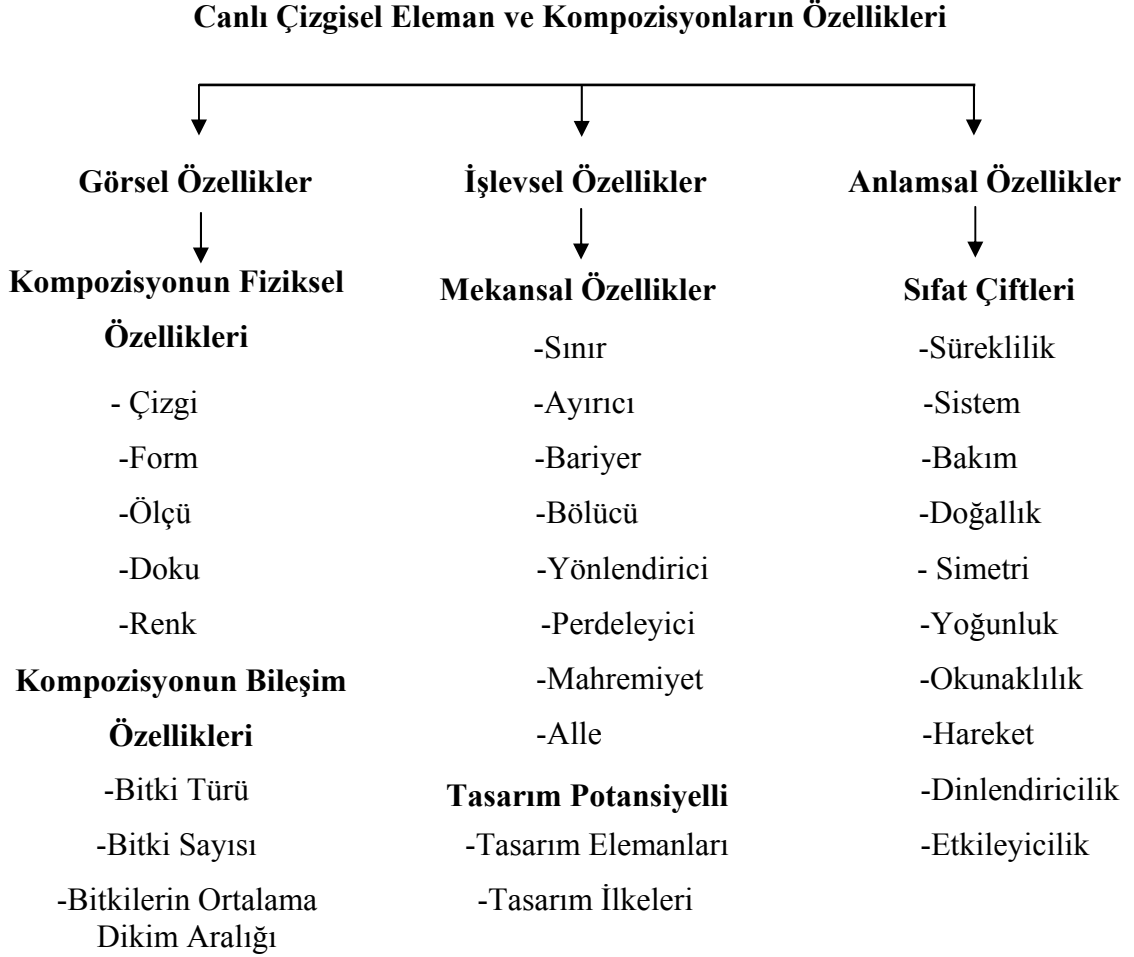 Canlı Çizgisel Eleman ve Kompozisyonların Özellikleri
Görsel Özellikler
Kompozisyonun Fiziksel
Özellikleri
- Çizgi
-Form
-Ölçü
-Doku
-Renk
Kompozisyonun Bileşim
Özellikleri
-Bitki Türü
-Bitki Sayısı
-Bitkilerin Ortalama
Dikim Aralığı
İşlevsel Özellikler
Mekansal Özellikler
-Sınır
-Ayırıcı
-Bariyer
-Bölücü
-Yönlendirici
-Perdeleyici
-Mahremiyet
-Alle
Tasarım Potansiyelli
-Tasarım Elemanları
-Tasarım İlkeleri
Anlamsal Özellikler
Sıfat Çiftleri
-Süreklilik
-Sistem
-Bakım
-Doğallık
- Simetri
-Yoğunluk
-Okunaklılık
-Hareket
-Dinlendiricilik
-Etkileyicilik